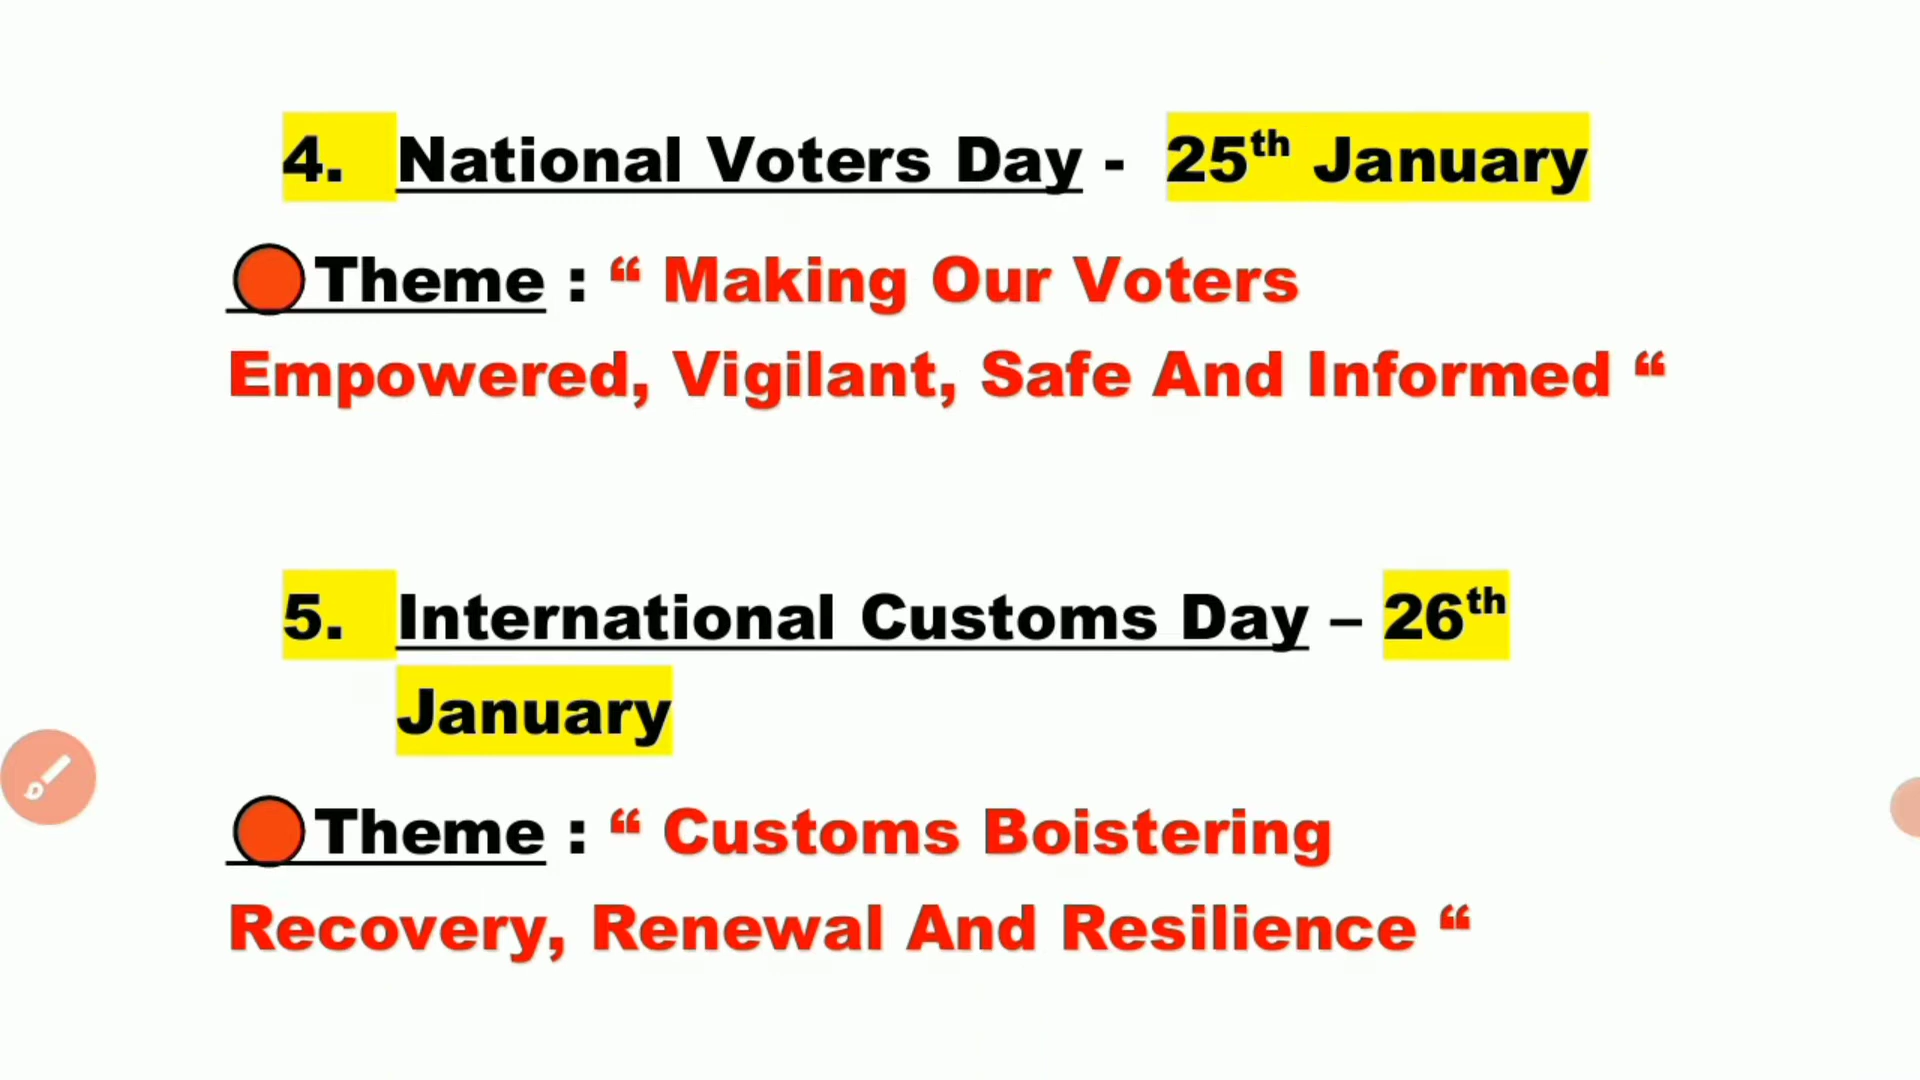 4. National Voters Day - 25th January
Theme : “ Making Our Voters
Empowered, Vigilant, Safe And Informed “
5. International Customs Day – 26th
January
Theme : “ Customs Boistering
Recovery, Renewal And Resilience “